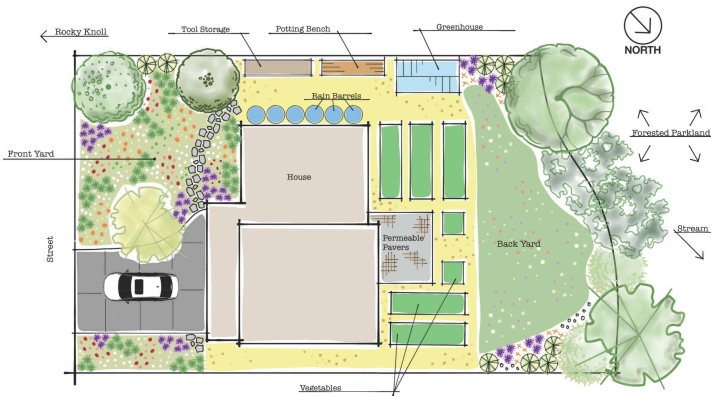 Rocky Knoll
Tool Storage
Potting Bench
Greenhouse
NORTH
Rain Barrels
Forested Parkland
Front Yard
House
Street
Permeable
Pavers
Back Yard
Stream
Vegetables